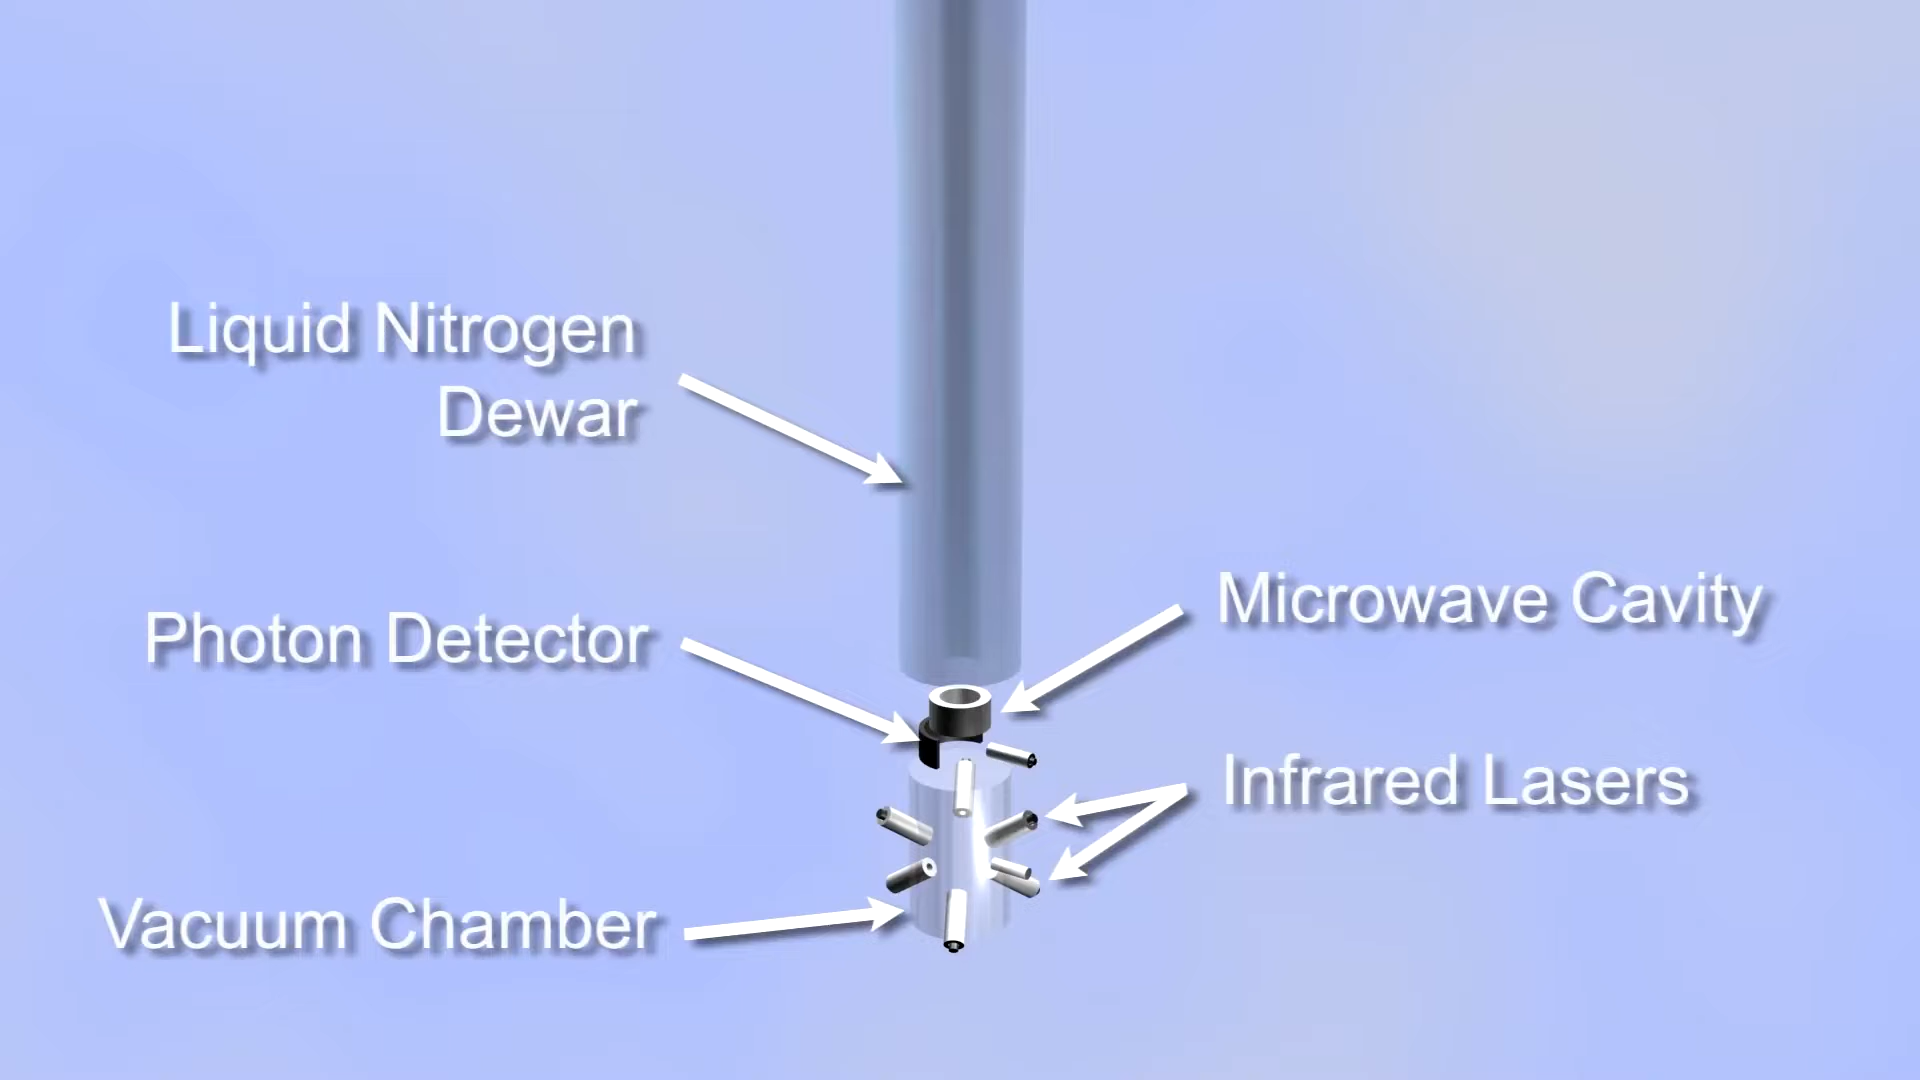 Liquid Nitrogen
Dewar
Photon Detector
Microwave Cavity
Infrared Lasers
Vacuum Chamber